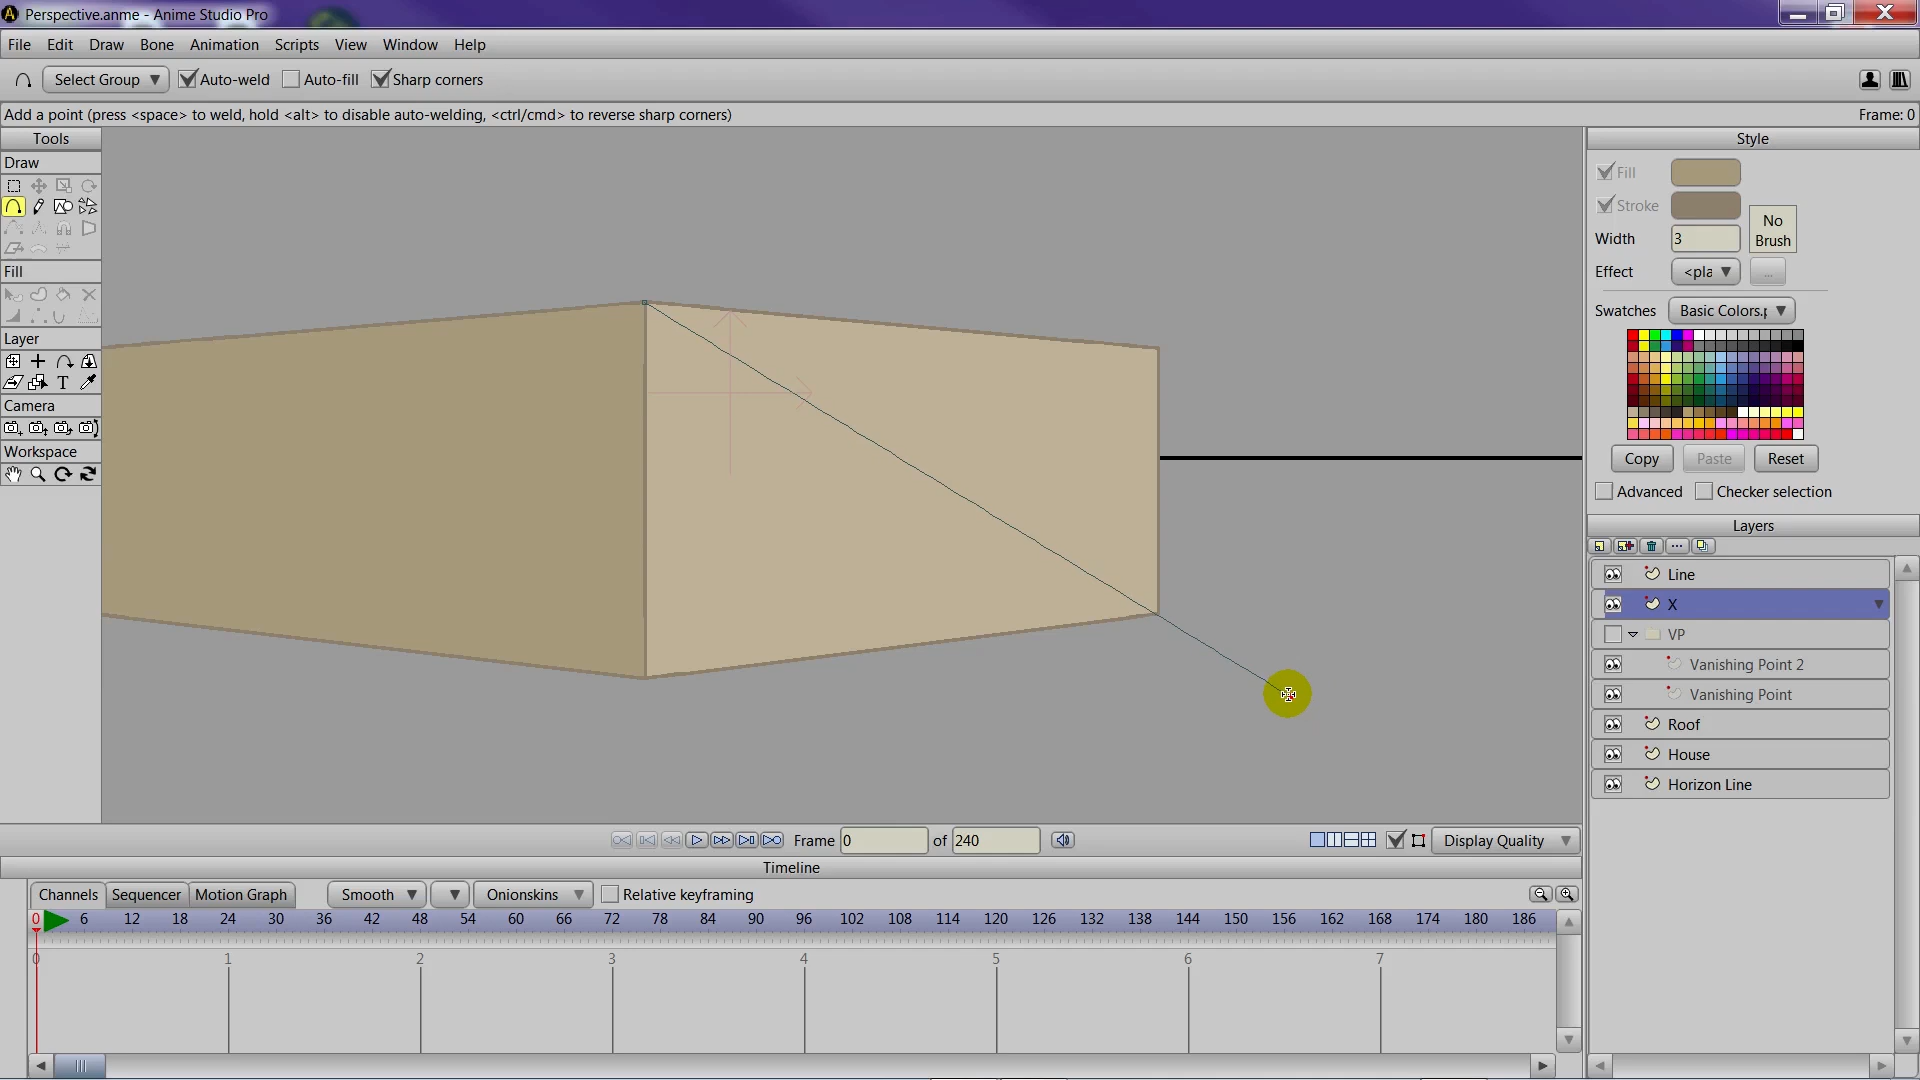 Perspective.anme - Anime Studio Pro
File Edit Draw Bone Animation Scripts View Window Help
Select Group Auto-weld Auto-fill Sharp corners
Add a point (press <space> to weld, hold <alt> to disable auto-welding, <ctrl/cmd> to reverse sharp corners) Frame: 0
Tools
Draw
Fill
Layer
T
Camera
Workspace
Style
Fill
Stroke
No Brush
Width 3
Effect <pla ...
Swatches Basic Colors.p
Copy Paste Reset
Advanced Checker selection
Layers
Line
X
VP
Vanishing Point 2
Vanishing Point
Roof
House
Horizon Line
Frame 0 of 240 Display Quality
Timeline
Channels Sequencer Motion Graph Smooth Onionskins Relative keyframing
0 6 12 18 24 30 36 42 48 54 60 66 72 78 84 90 96 102 108 114 120 126 132 138 144 150 156 162 168 174 180 186
0 1 2 3 4 5 6 7